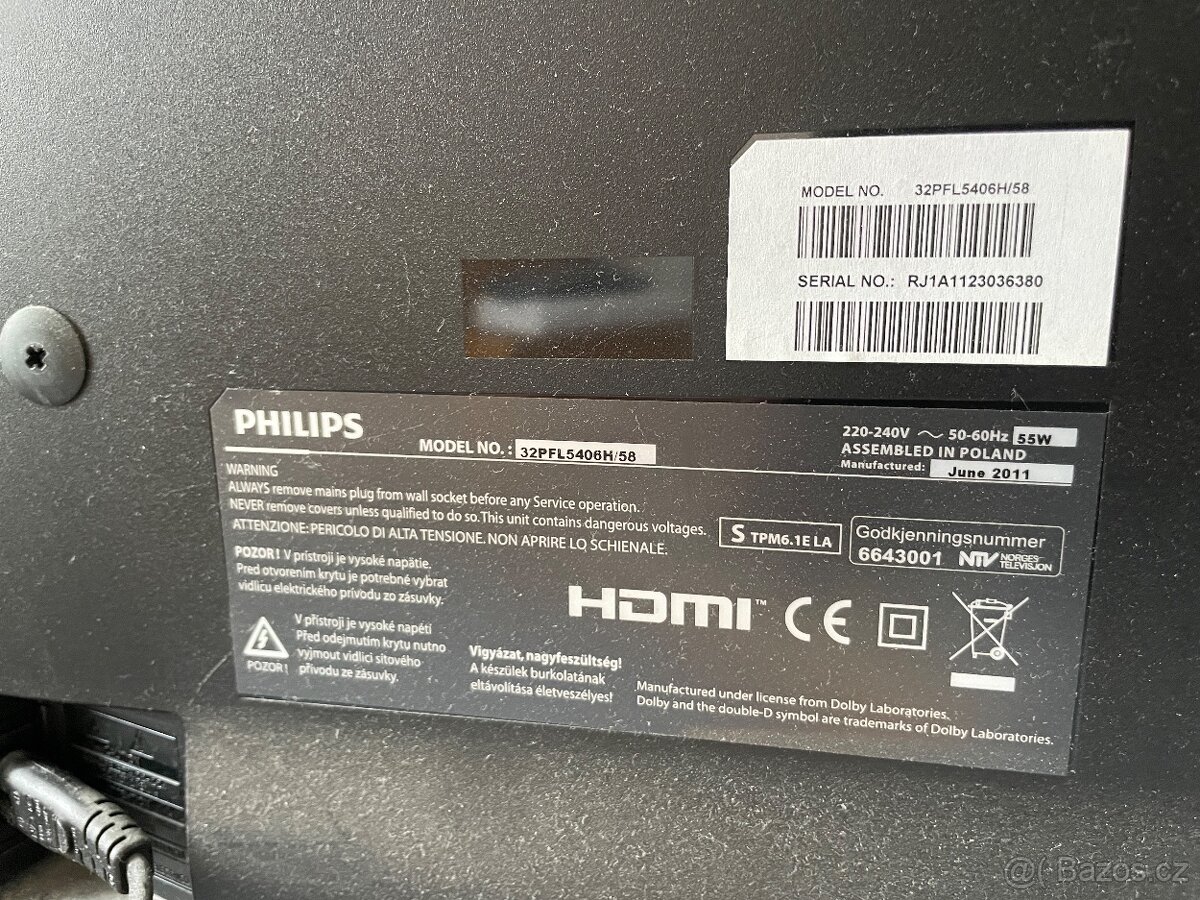 MODEL NO. 32PFL5406H/58
SERIAL NO.: RJ1A1123036380
PHILIPS
MODEL NO.: 32PFL5406H/58
220-240V ~ 50-60Hz 55W
ASSEMBLED IN POLAND
Manufactured: June 2011
WARNING
ALWAYS remove mains plug from wall socket before any Service operation.
NEVER remove covers unless qualified to do so. This unit contains dangerous voltages.
ATTENZIONE: PERICOLO DI ALTA TENSIONE. NON APRIRE LO SCHIENALE.
S TPM6.1E LA
Godkjenningsnummer
6643001 NTV NORGES TELEVISJON
POZOR! V prístroji je vysoké napätie.
Pred otvorením krytu je potrebné vybrat
vidlicu elektrického prívodu zo zásuvky.
HDMI™ CE
V přístroji je vysoké napětí
Před odejmutím krytu nutno
vyjmout vidlici síťového
přívodu ze zásuvky.
POZOR!
Vigyázat, nagyfeszültség!
A készülek burkolatának
eltávolítása életveszélyes!
Manufactured under license from Dolby Laboratories.
Dolby and the double-D symbol are trademarks of Dolby Laboratories.
@( Bazos.cz